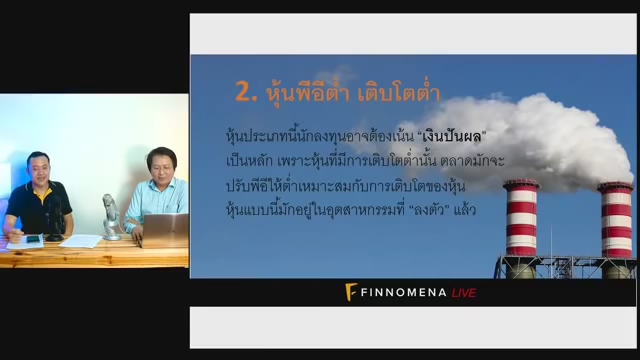 2. หุ้นพีอีต่ำ เติบโตต่ำ
หุ้นประเภทนี้นักลงทุนอาจต้องเน้น “เงินปันผล”
เป็นหลัก เพราะหุ้นที่มีการเติบโตต่ำนั้น ตลาดมักจะ
ปรับพีอีให้ต่ำเหมาะสมกับการเติบโตของหุ้น
หุ้นแบบนี้มักอยู่ในอุตสาหกรรมที่ “ลงตัว” แล้ว
FINNOMENA LIVE